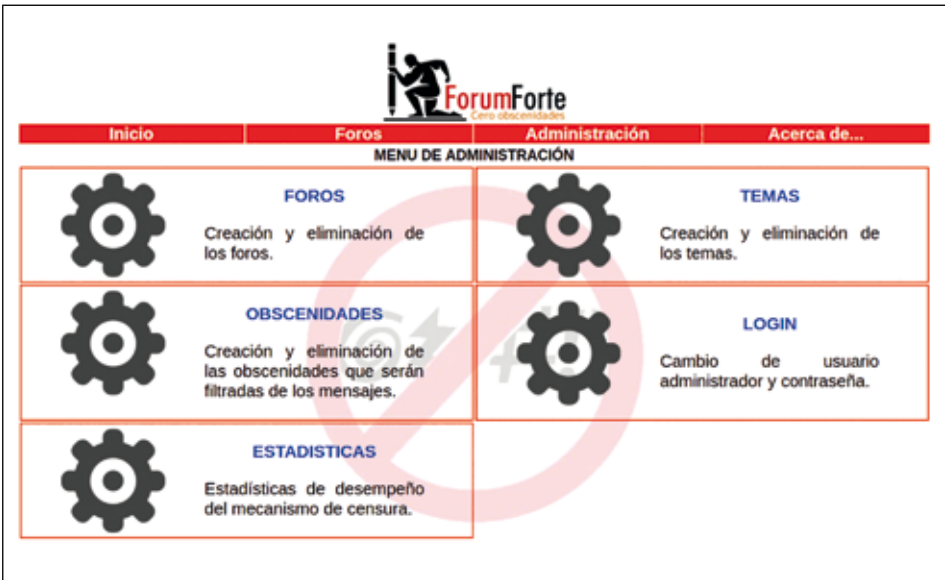 ForumForte
Cero obscenidades
Inicio Foros Administración Acerca de...
MENU DE ADMINISTRACIÓN
FOROS
Creación y eliminación de
los foros.
TEMAS
Creación y eliminación de
los temas.
OBSCENIDADES
Creación y eliminación de
las obscenidades que serán
filtradas de los mensajes.
LOGIN
Cambio de usuario
administrador y contraseña.
ESTADISTICAS
Estadísticas de desempeño
del mecanismo de censura.